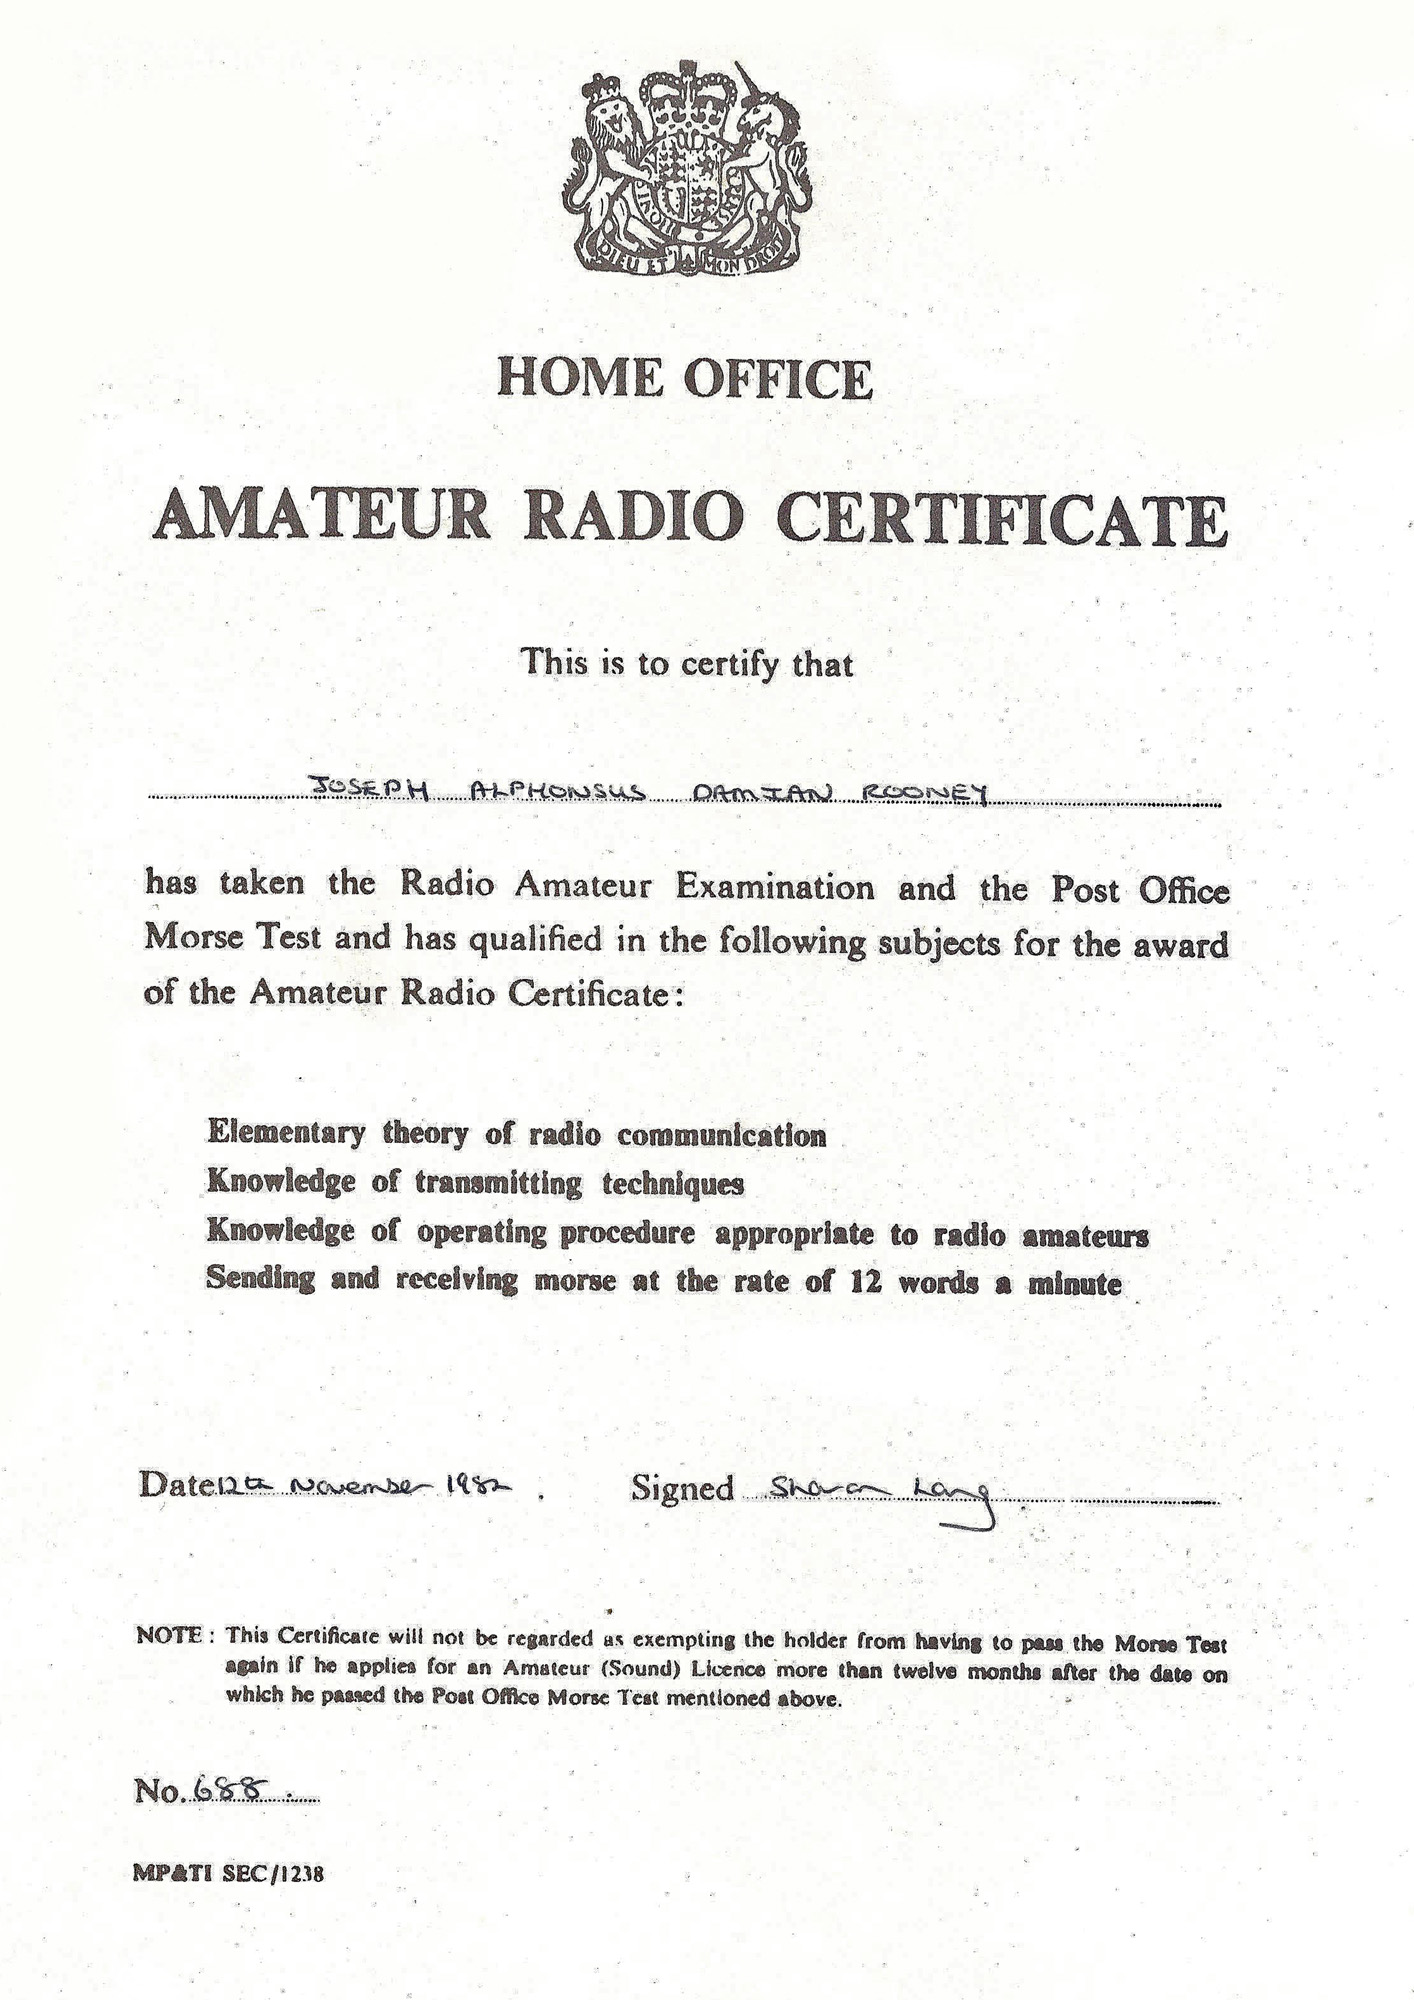 HONI
DIEU ET MON DROIT
HOME OFFICE
AMATEUR RADIO CERTIFICATE
This is to certify that
JOSEPH ALPHONSUS DAMIAN ROONEY
has taken the Radio Amateur Examination and the Post Office
Morse Test and has qualified in the following subjects for the award
of the Amateur Radio Certificate:
Elementary theory of radio communication
Knowledge of transmitting techniques
Knowledge of operating procedure appropriate to radio amateurs
Sending and receiving morse at the rate of 12 words a minute
Date 12th November 1982. Signed Sharon Lang
NOTE: This Certificate will not be regarded as exempting the holder from having to pass the Morse Test
again if he applies for an Amateur (Sound) Licence more than twelve months after the date on
which he passed the Post Office Morse Test mentioned above.
No. 688
MP&TI SEC/1238